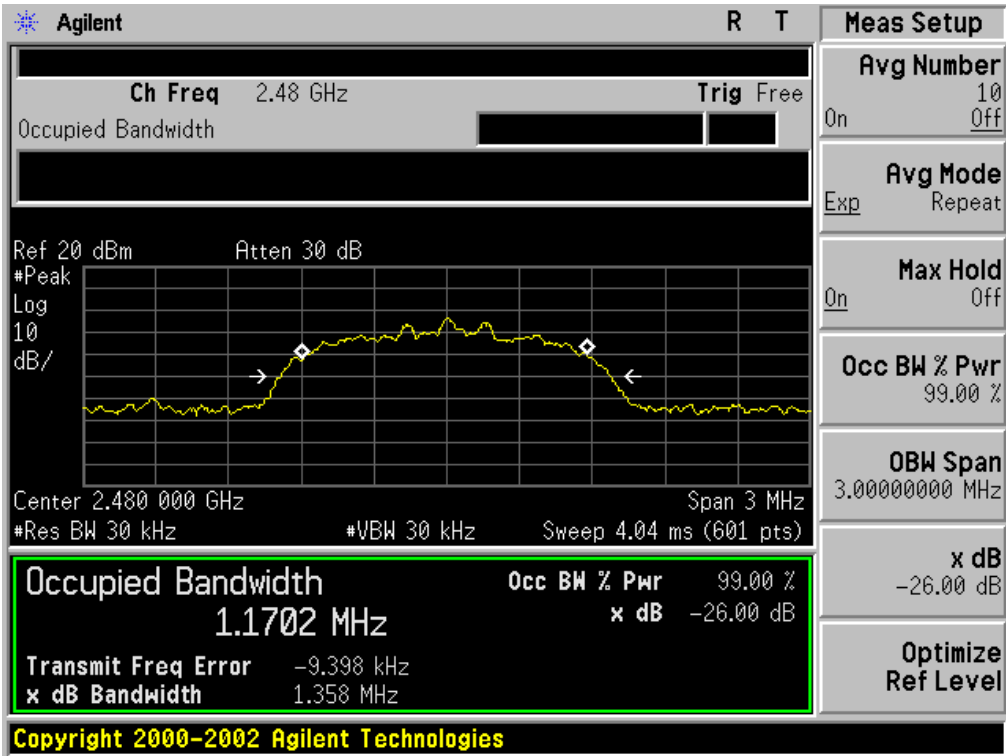 Agilent R T
Ch Freq 2.48 GHz Trig Free
Occupied Bandwidth
Ref 20 dBm Atten 30 dB
#Peak
Log
10
dB/
Center 2.480 000 GHz Span 3 MHz
#Res BW 30 kHz #VBW 30 kHz Sweep 4.04 ms (601 pts)
Occupied Bandwidth Occ BW % Pwr 99.00 %
1.1702 MHz x dB -26.00 dB
Transmit Freq Error -9.398 kHz
x dB Bandwidth 1.358 MHz
Copyright 2000-2002 Agilent Technologies
Meas Setup
Avg Number
10
On Off
Avg Mode
Exp Repeat
Max Hold
On Off
Occ BW % Pwr
99.00 %
OBW Span
3.00000000 MHz
x dB
-26.00 dB
Optimize
Ref Level